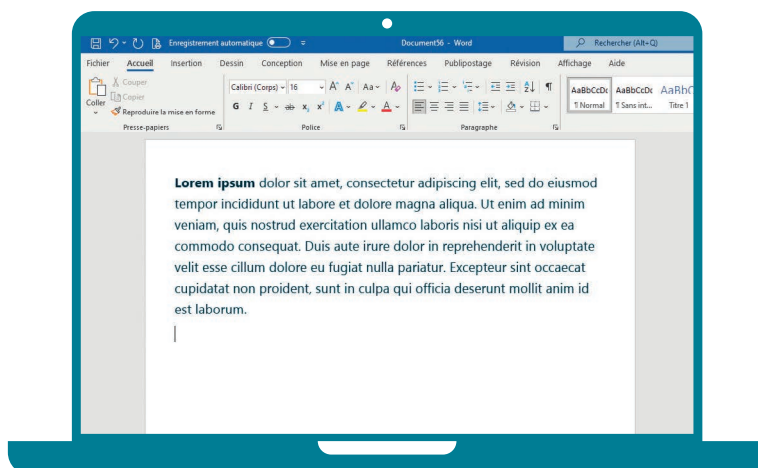 Enregistrement automatique
Document56 - Word
Rechercher (Alt+Q)
Fichier Accueil Insertion Dessin Conception Mise en page Références Publipostage Révision Affichage Aide
Couper
Copier
Coller
Reproduire la mise en forme
Presse-papiers
Calibri (Corps) 16 A^ A˅ Aa A
G I S ab x₂ x² A A
Police
A Z
¶
Paragraphe
AaBbCcDc AaBbCcDc AaBbC
¶ Normal ¶ Sans int... Titre 1
Lorem ipsum dolor sit amet, consectetur adipiscing elit, sed do eiusmod
tempor incididunt ut labore et dolore magna aliqua. Ut enim ad minim
veniam, quis nostrud exercitation ullamco laboris nisi ut aliquip ex ea
commodo consequat. Duis aute irure dolor in reprehenderit in voluptate
velit esse cillum dolore eu fugiat nulla pariatur. Excepteur sint occaecat
cupidatat non proident, sunt in culpa qui officia deserunt mollit anim id
est laborum.